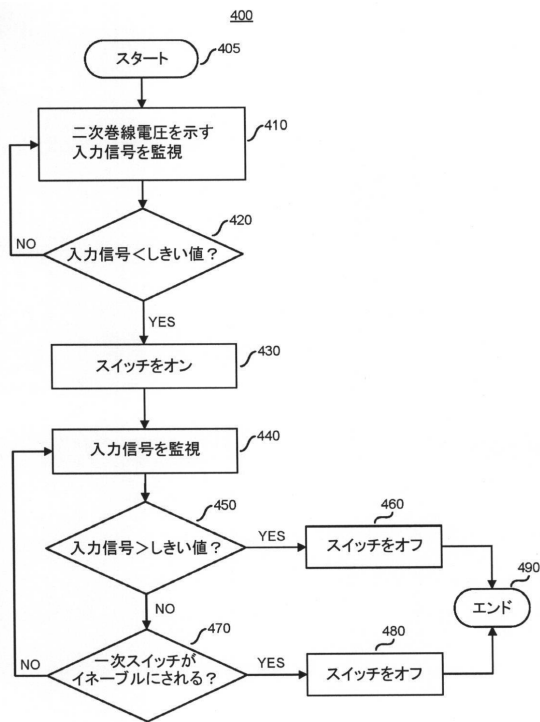 400
スタート
405
二次巻線電圧を示す
入力信号を監視
410
420
入力信号<しきい値?
NO
YES
スイッチをオン
430
入力信号を監視
440
450
入力信号>しきい値?
YES
460
スイッチをオフ
490
エンド
NO
470
一次スイッチが
イネーブルにされる?
NO
YES
480
スイッチをオフ